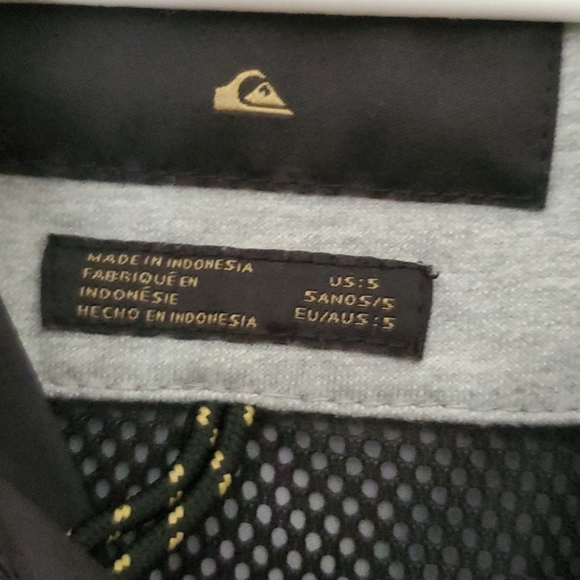 MADE IN INDONESIA
FABRIQUÉ EN
INDONÉSIE
HECHO EN INDONESIA
US:5
5ANOS/5
EU/AUS:5